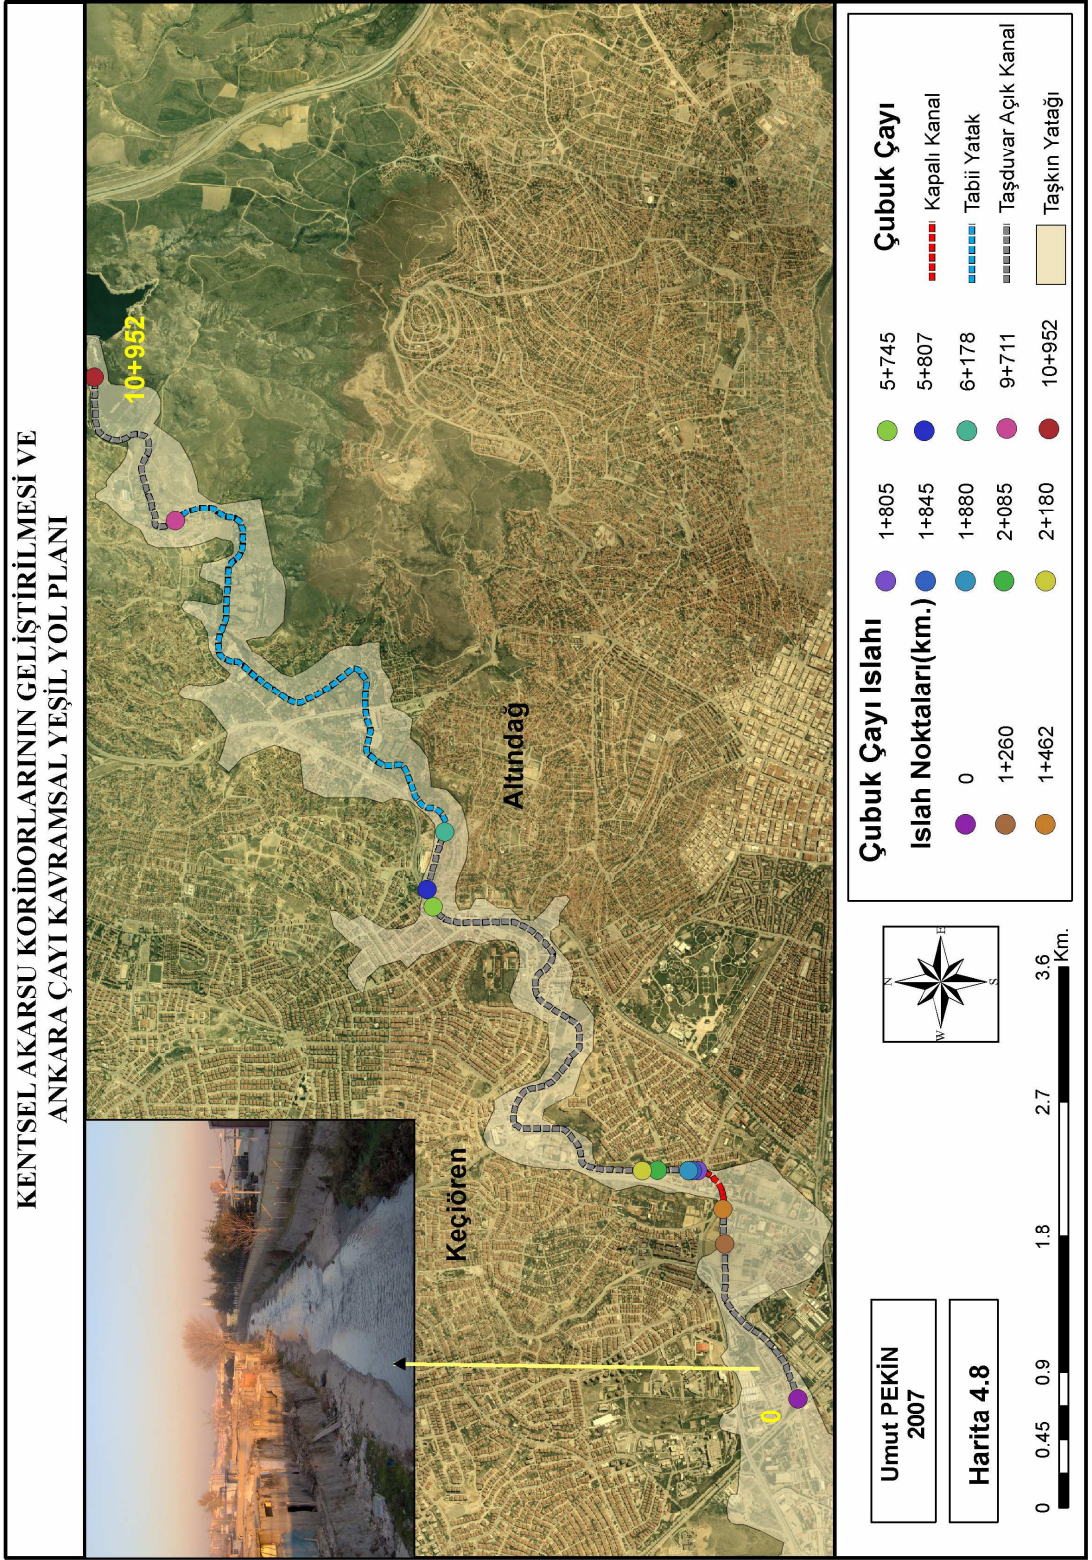 KENTSEL AKARSU KORİDORLARININ GELİŞTİRİLMESİ VE
ANKARA ÇAYI KAVRAMSAL YEŞİL YOL PLANI
10+952
Altındağ
Keçiören
0
Umut PEKİN
2007
Harita 4.8
0 0.45 0.9 1.8 2.7 3.6
Km.
N
E
S
W
Çubuk Çayı Islahı
Islah Noktaları(km.)
0
1+260
1+462
1+805
1+845
1+880
2+085
2+180
5+745
5+807
6+178
9+711
10+952
Çubuk Çayı
Kapalı Kanal
Tabii Yatak
Taşduvar Açık Kanal
Taşkın Yatağı